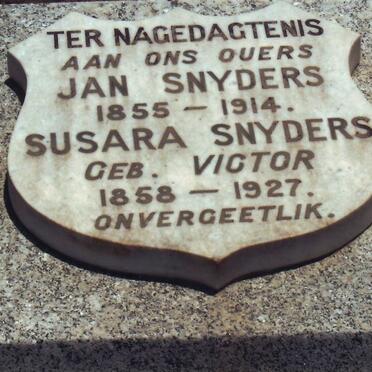 TER NAGEDAGTENIS
AAN ONS OUERS
JAN SNYDERS
1855 — 1914.
SUSARA SNYDERS
GEB. VICTOR
1858 — 1927.
ONVERGEETLIK.